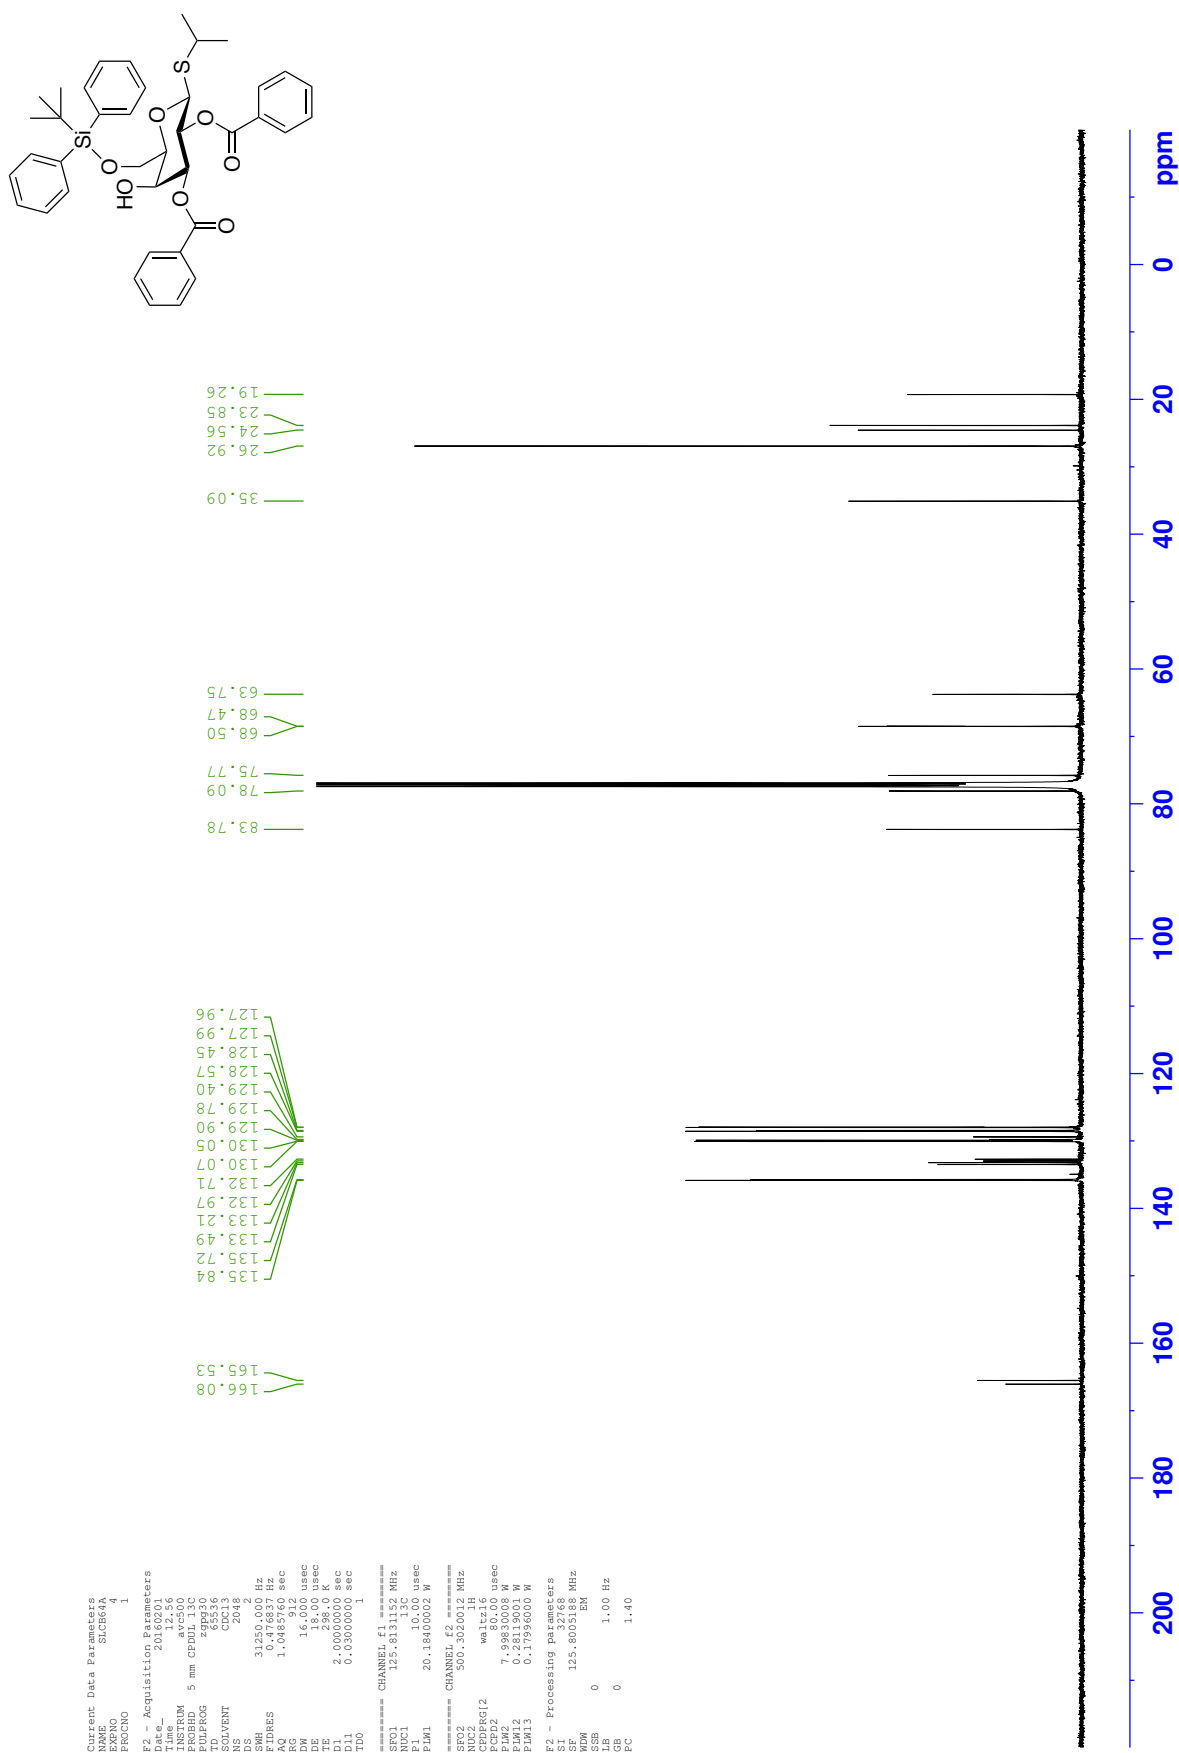 Current Data Parameters
NAME SLCB64A
EXPNO 4
PROCNO 1
F2 - Acquisition Parameters
Date_ 20160201
Time 12.56
INSTRUM avc500
PROBHD 5 mm CPDUL 13C
PULPROG zgpg30
TD 65536
SOLVENT CDCl3
NS 2048
DS 2
SWH 31250.000 Hz
FIDRES 0.476837 Hz
AQ 1.0485760 sec
RG 912
DW 16.000 usec
DE 18.00 usec
TE 298.0 K
D1 2.00000000 sec
D11 0.03000000 sec
TD0 1
======== CHANNEL f1 ========
SFO1 125.8131152 MHz
NUC1 13C
P1 10.00 usec
PLW1 20.18400002 W
======== CHANNEL f2 ========
SFO2 500.3020012 MHz
NUC2 1H
CPDPRG[2 waltz16
PCPD2 80.00 usec
PLW2 7.99830008 W
PLW12 0.28119001 W
PLW13 0.17996000 W
F2 - Processing parameters
SI 32768
SF 125.8005188 MHz
WDW EM
SSB 0
LB 1.00 Hz
GB 0
PC 1.40
166.08
165.53
135.84
135.72
133.49
133.21
132.97
132.71
130.07
130.05
129.90
129.78
129.40
128.57
128.45
127.99
127.96
83.78
78.09
75.77
68.50
68.47
63.75
35.09
26.92
24.56
23.85
19.26
Si
O
HO
O
S
O
O
O
O
200 180 160 140 120 100 80 60 40 20 0 ppm